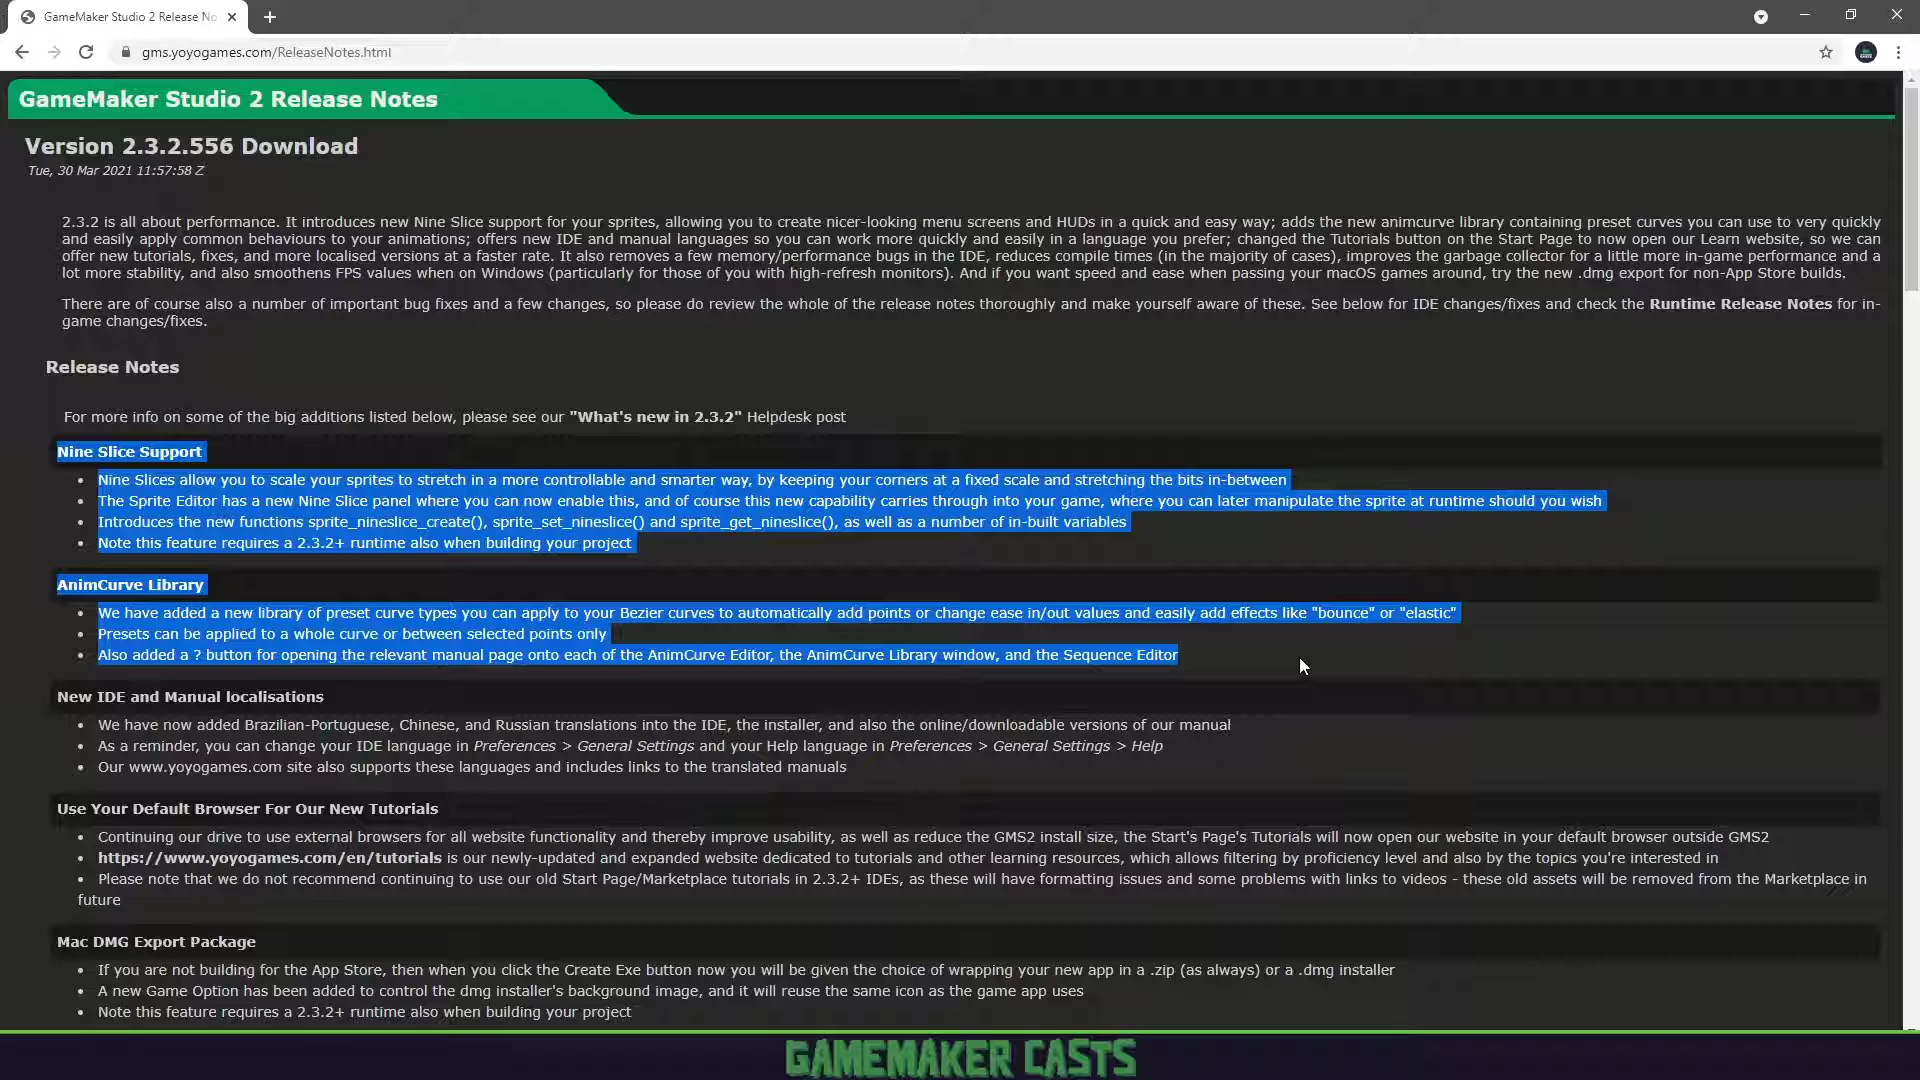 GameMaker Studio 2 Release No
gms.yoyogames.com/ReleaseNotes.html
GameMaker Studio 2 Release Notes
Version 2.3.2.556 Download
Tue, 30 Mar 2021 11:57:58 Z
2.3.2 is all about performance. It introduces new Nine Slice support for your sprites, allowing you to create nicer-looking menu screens and HUDs in a quick and easy way; adds the new animcurve library containing preset curves you can use to very quickly
and easily apply common behaviours to your animations; offers new IDE and manual languages so you can work more quickly and easily in a language you prefer; changed the Tutorials button on the Start Page to now open our Learn website, so we can
offer new tutorials, fixes, and more localised versions at a faster rate. It also removes a few memory/performance bugs in the IDE, reduces compile times (in the majority of cases), improves the garbage collector for a little more in-game performance and a
lot more stability, and also smoothens FPS values when on Windows (particularly for those of you with high-refresh monitors). And if you want speed and ease when passing your macOS games around, try the new .dmg export for non-App Store builds.
There are of course also a number of important bug fixes and a few changes, so please do review the whole of the release notes thoroughly and make yourself aware of these. See below for IDE changes/fixes and check the Runtime Release Notes for in-
game changes/fixes.
Release Notes
For more info on some of the big additions listed below, please see our "What's new in 2.3.2" Helpdesk post
Nine Slice Support
• Nine Slices allow you to scale your sprites to stretch in a more controllable and smarter way, by keeping your corners at a fixed scale and stretching the bits in-between
• The Sprite Editor has a new Nine Slice panel where you can now enable this, and of course this new capability carries through into your game, where you can later manipulate the sprite at runtime should you wish
• Introduces the new functions sprite_nineslice_create(), sprite_set_nineslice() and sprite_get_nineslice(), as well as a number of in-built variables
• Note this feature requires a 2.3.2+ runtime also when building your project
AnimCurve Library
• We have added a new library of preset curve types you can apply to your Bezier curves to automatically add points or change ease in/out values and easily add effects like "bounce" or "elastic"
• Presets can be applied to a whole curve or between selected points only
• Also added a ? button for opening the relevant manual page onto each of the AnimCurve Editor, the AnimCurve Library window, and the Sequence Editor
New IDE and Manual localisations
• We have now added Brazilian-Portuguese, Chinese, and Russian translations into the IDE, the installer, and also the online/downloadable versions of our manual
• As a reminder, you can change your IDE language in Preferences > General Settings and your Help language in Preferences > General Settings > Help
• Our www.yoyogames.com site also supports these languages and includes links to the translated manuals
Use Your Default Browser For Our New Tutorials
• Continuing our drive to use external browsers for all website functionality and thereby improve usability, as well as reduce the GMS2 install size, the Start's Page's Tutorials will now open our website in your default browser outside GMS2
• https://www.yoyogames.com/en/tutorials is our newly-updated and expanded website dedicated to tutorials and other learning resources, which allows filtering by proficiency level and also by the topics you're interested in
• Please note that we do not recommend continuing to use our old Start Page/Marketplace tutorials in 2.3.2+ IDEs, as these will have formatting issues and some problems with links to videos - these old assets will be removed from the Marketplace in
future
Mac DMG Export Package
• If you are not building for the App Store, then when you click the Create Exe button now you will be given the choice of wrapping your new app in a .zip (as always) or a .dmg installer
• A new Game Option has been added to control the dmg installer's background image, and it will reuse the same icon as the game app uses
• Note this feature requires a 2.3.2+ runtime also when building your project
GAMEMAKER CASTS